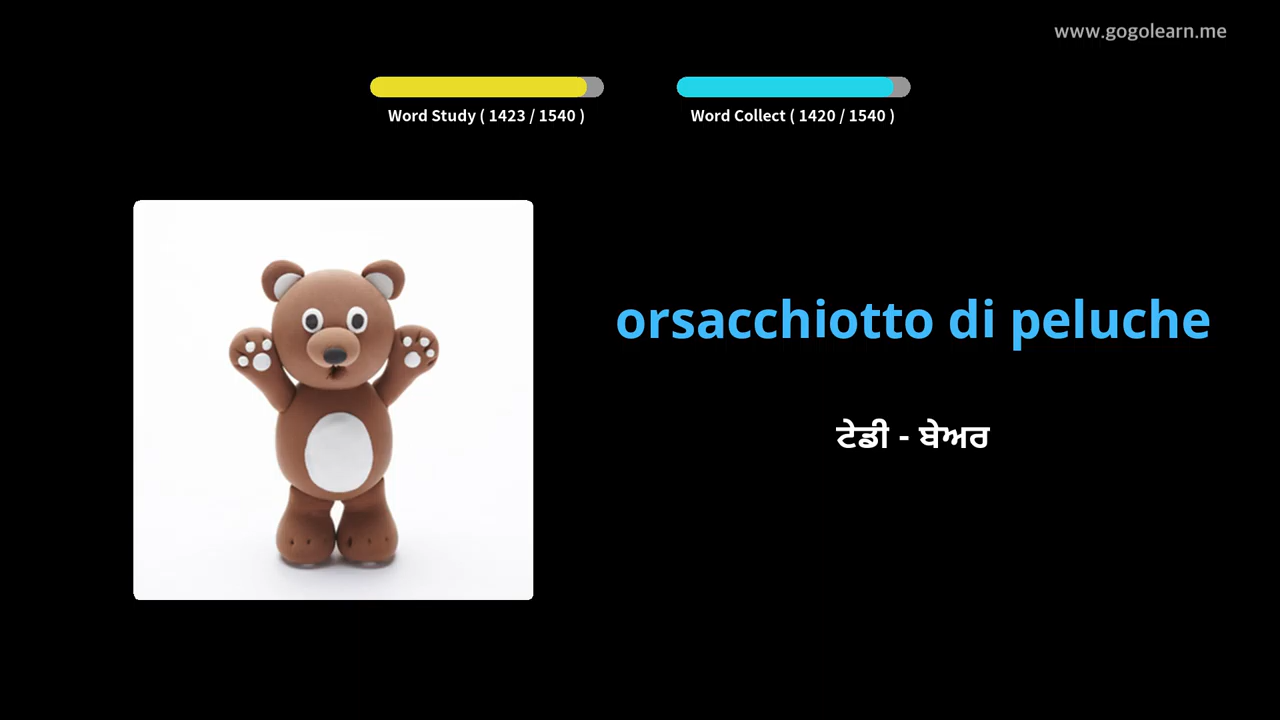 www.gogolearn.me
Word Study ( 1423 / 1540 )
Word Collect ( 1420 / 1540 )
orsacchiotto di peluche
ਟੇਡੀ - ਬੇਅਰ